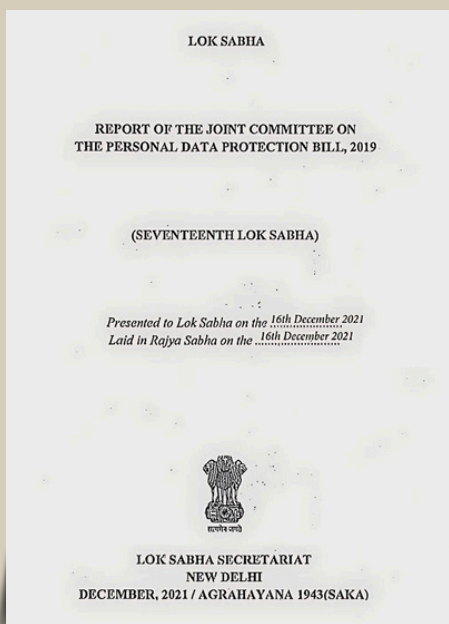 LOK SABHA
REPORT OF THE JOINT COMMITTEE ON
THE PERSONAL DATA PROTECTION BILL, 2019
(SEVENTEENTH LOK SABHA)
Presented to Lok Sabha on the 16th December 2021
Laid in Rajya Sabha on the 16th December 2021
सत्यमेव जयते
LOK SABHA SECRETARIAT
NEW DELHI
DECEMBER, 2021 / AGRAHAYANA 1943(SAKA)